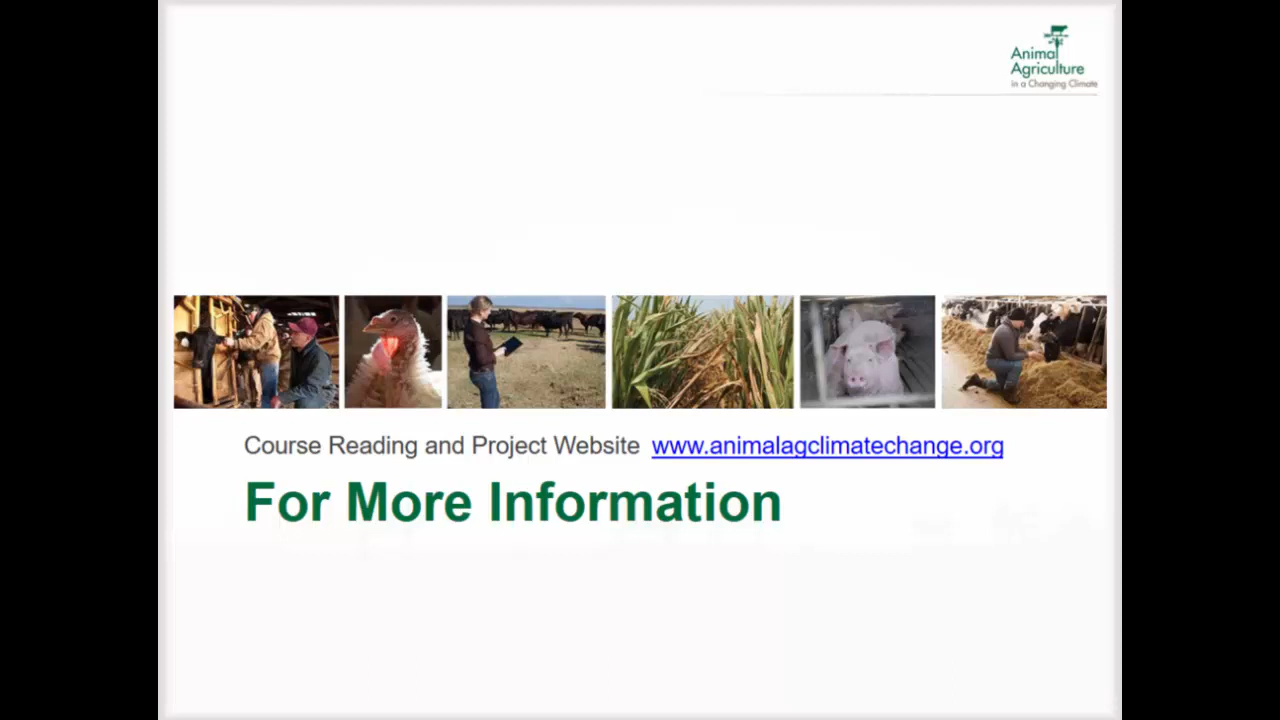 Animal
Agriculture
in a Changing Climate
Course Reading and Project Website www.animalagclimatechange.org
For More Information